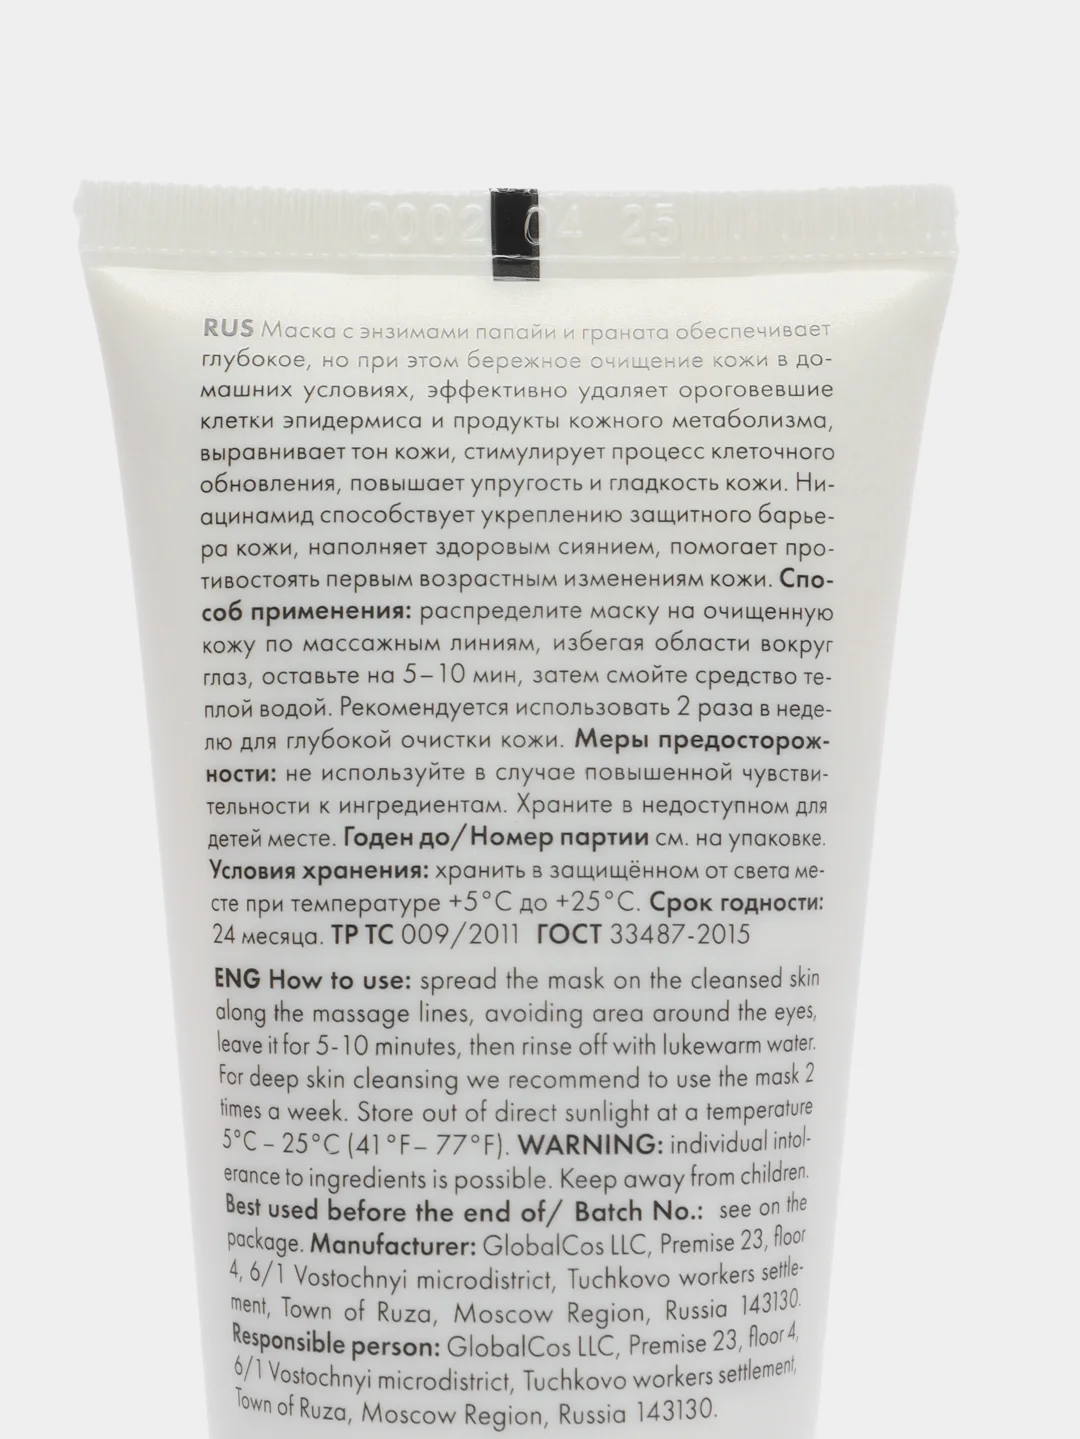 0002 04 25
RUS Маска с энзимами папайи и граната обеспечивает
глубокое, но при этом бережное очищение кожи в до-
машних условиях, эффективно удаляет ороговевшие
клетки эпидермиса и продукты кожного метаболизма,
выравнивает тон кожи, стимулирует процесс клеточного
обновления, повышает упругость и гладкость кожи. Ни-
ацинамид способствует укреплению защитного барье-
ра кожи, наполняет здоровым сиянием, помогает про-
тивостоять первым возрастным изменениям кожи. Спо-
соб применения: распределите маску на очищенную
кожу по массажным линиям, избегая области вокруг
глаз, оставьте на 5–10 мин, затем смойте средство те-
плой водой. Рекомендуется использовать 2 раза в неде-
лю для глубокой очистки кожи. Меры предосторож-
ности: не используйте в случае повышенной чувстви-
тельности к ингредиентам. Храните в недоступном для
детей месте. Годен до/Номер партии см. на упаковке.
Условия хранения: хранить в защищённом от света ме-
сте при температуре +5°C до +25°C. Срок годности:
24 месяца. ТР ТС 009/2011 ГОСТ 33487-2015
ENG How to use: spread the mask on the cleansed skin
along the massage lines, avoiding area around the eyes,
leave it for 5-10 minutes, then rinse off with lukewarm water.
For deep skin cleansing we recommend to use the mask 2
times a week. Store out of direct sunlight at a temperature
5°C – 25°C (41°F– 77°F). WARNING: individual intol-
erance to ingredients is possible. Keep away from children.
Best used before the end of/ Batch No.: see on the
package. Manufacturer: GlobalCos LLC, Premise 23, floor
4, 6/1 Vostochnyi microdistrict, Tuchkovo workers settle-
ment, Town of Ruza, Moscow Region, Russia 143130.
Responsible person: GlobalCos LLC, Premise 23, floor 4,
6/1 Vostochnyi microdistrict, Tuchkovo workers settlement,
Town of Ruza, Moscow Region, Russia 143130.